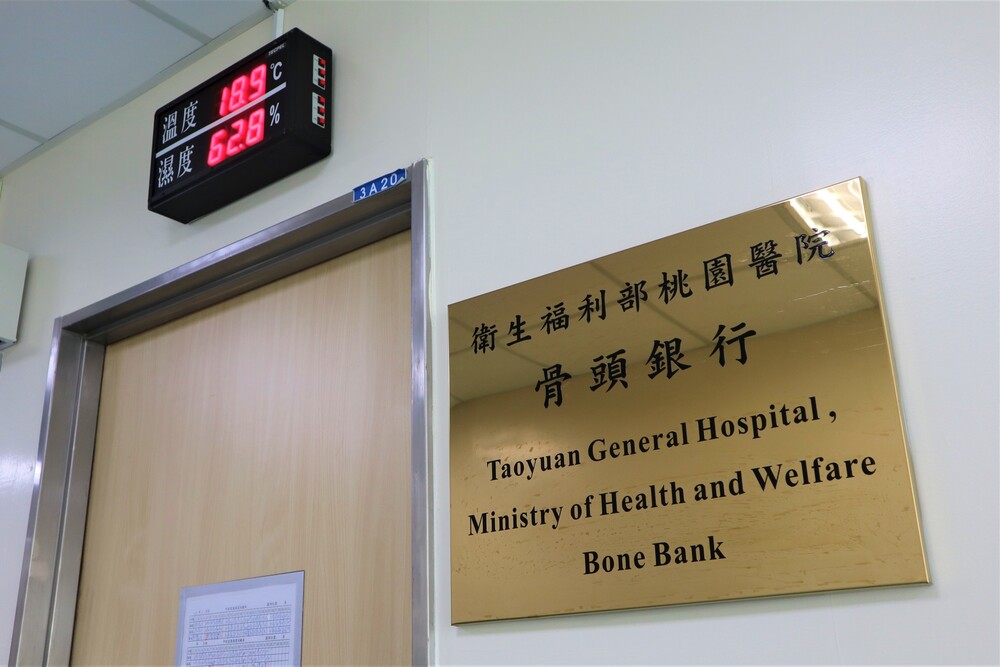 溫度 18.9 ℃
濕度 62.8 %
3A20
衛生福利部桃園醫院
骨頭銀行
Taoyuan General Hospital ,
Ministry of Health and Welfare
Bone Bank